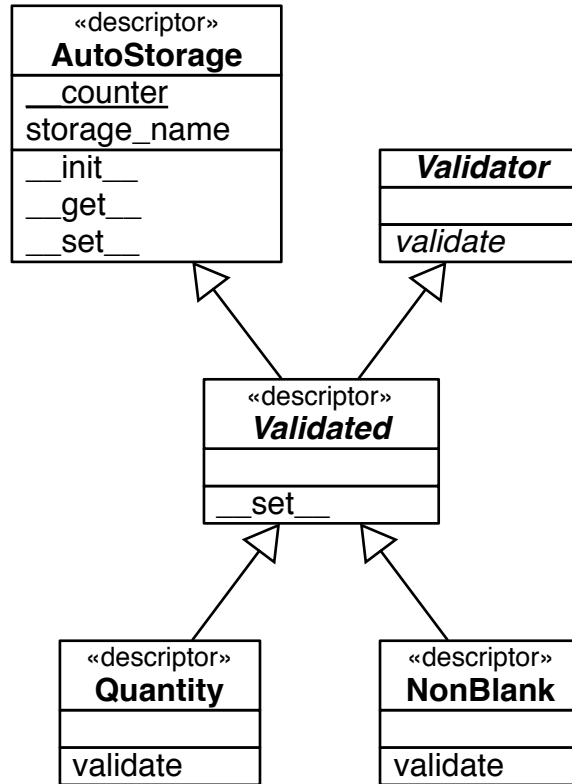 «descriptor»
AutoStorage
__counter
storage_name
__init__
__get__
__set__
Validator
validate
«descriptor»
Validated
__set__
«descriptor»
Quantity
validate
«descriptor»
NonBlank
validate